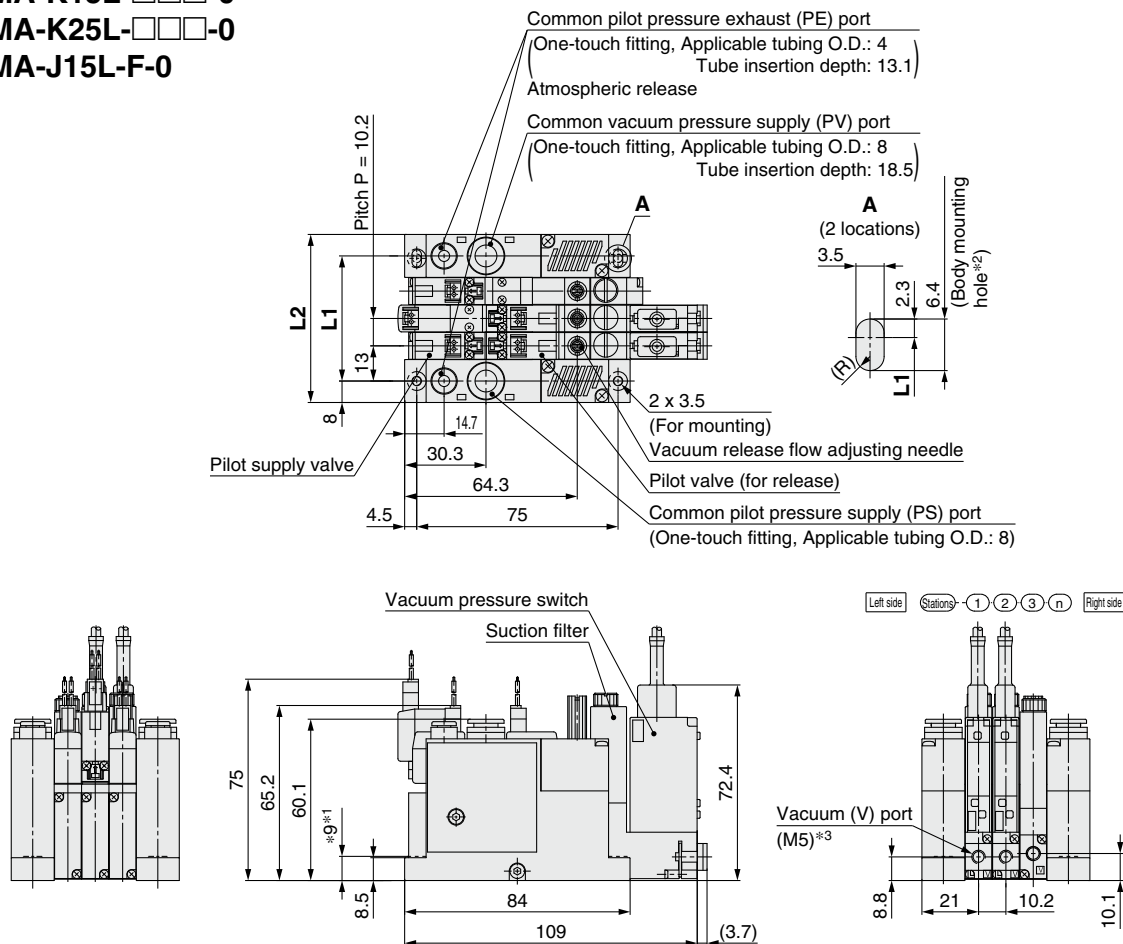 MA-K25L-□□□-0
MA-J15L-F-0
Common pilot pressure exhaust (PE) port
(One-touch fitting, Applicable tubing O.D.: 4
Tube insertion depth: 13.1)
Atmospheric release
Common vacuum pressure supply (PV) port
(One-touch fitting, Applicable tubing O.D.: 8
Tube insertion depth: 18.5)
Pitch P = 10.2
L2
L1
13
8
A
14.7
30.3
64.3
4.5
75
Pilot supply valve
2 x 3.5
(For mounting)
Vacuum release flow adjusting needle
Pilot valve (for release)
Common pilot pressure supply (PS) port
(One-touch fitting, Applicable tubing O.D.: 8)
A
(2 locations)
3.5
2.3
6.4
(Body mounting
hole*2)
(R)
L1
Vacuum pressure switch
Suction filter
75
65.2
60.1
*9*1
8.5
84
109
(3.7)
72.4
Left side Stations 1 2 3 n Right side
Vacuum (V) port
(M5)*3
V
8.8
21
10.2
10.1